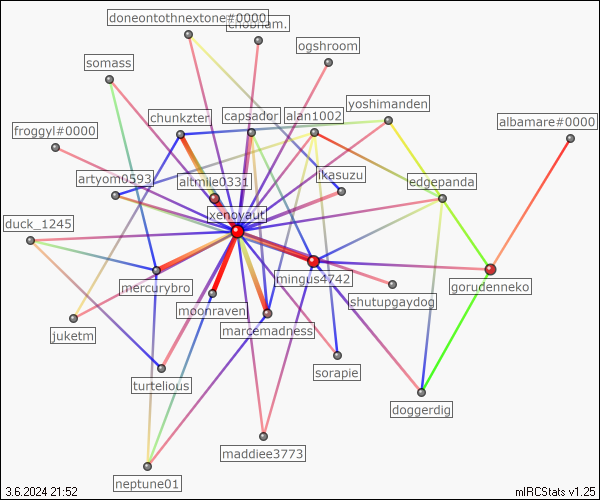 doneontothnextone#0000
chobham.
ogshroom
somass
yoshimanden
chunkzter
capsador
alan1002
albamare#0000
froggyl#0000
artyom0593
altmile0331
ikasuzu
edgepanda
xenovaut
duck_1245
mercurybro
mingus4742
gorudenneko
shutupgaydog
moonraven
marcemadness
juketm
sorapie
turtelious
doggerdig
maddiee3773
neptune01
3.6.2024 21:52
mIRCStats v1.25